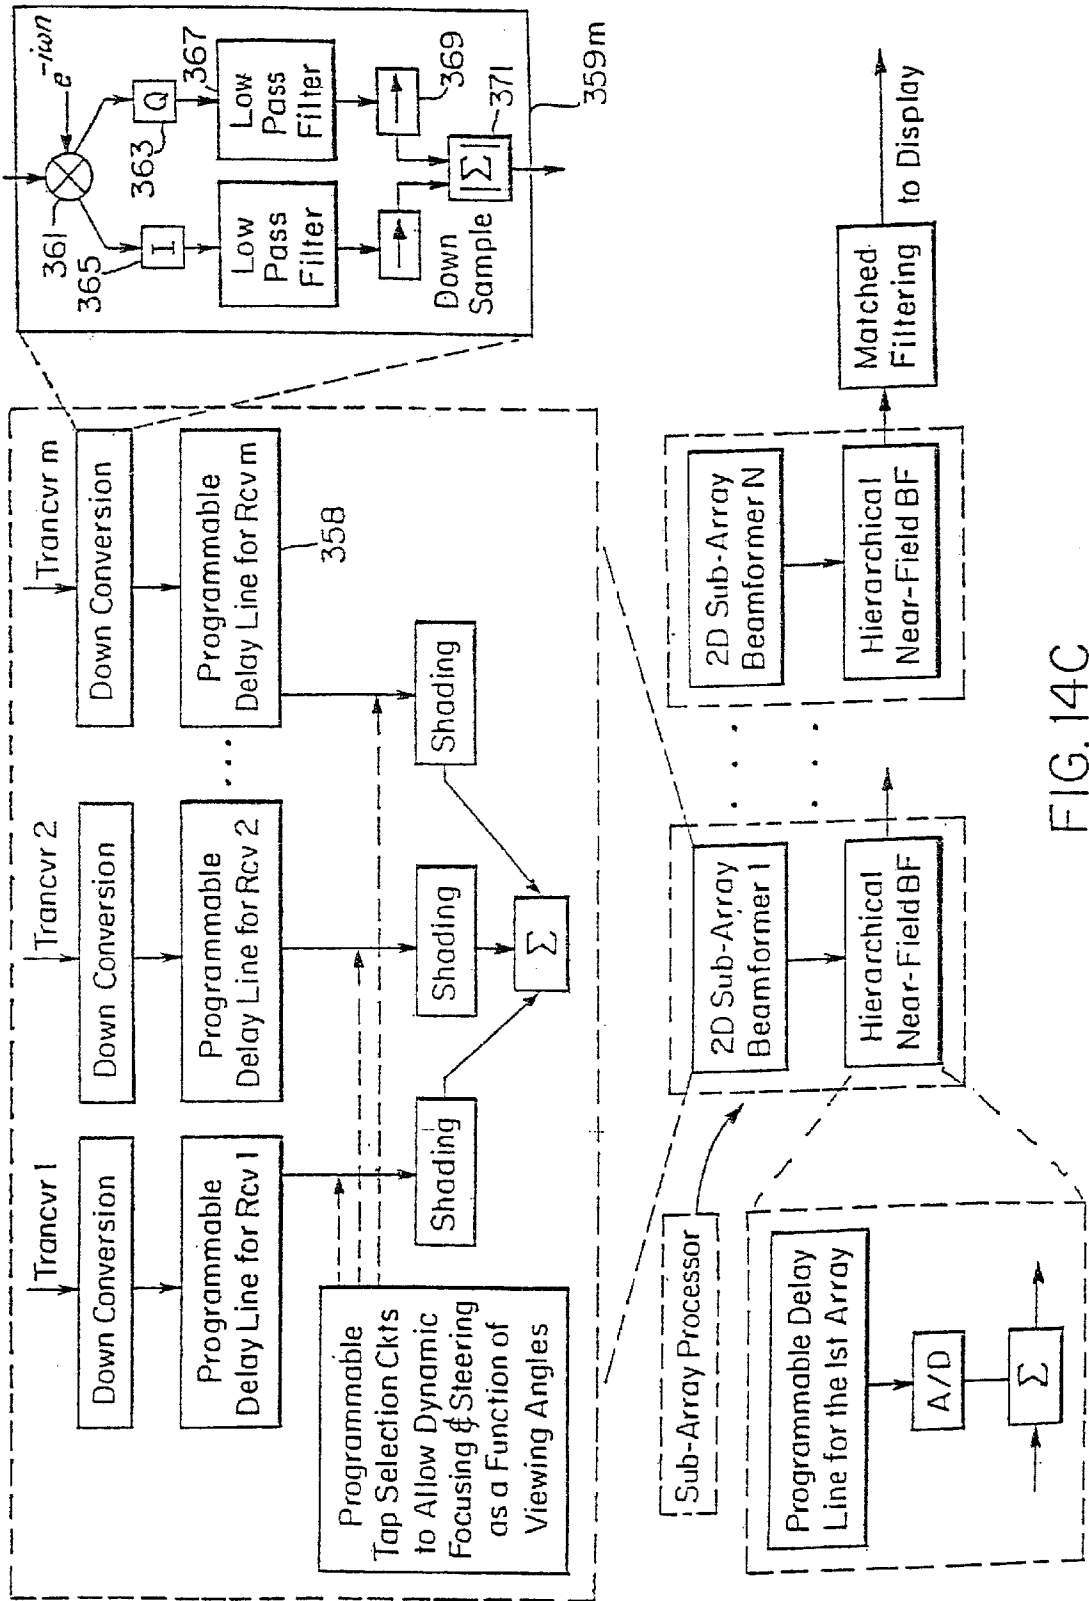 Trancvr 1
Trancvr 2
Trancvr m
Down Conversion
Down Conversion
Down Conversion
Programmable
Delay Line for Rcv 1
Programmable
Delay Line for Rcv 2
...
Programmable
Delay Line for Rcv m
358
Programmable
Tap Selection Ckts
to Allow Dynamic
Focusing & Steering
as a Function of
Viewing Angles
Shading
Shading
Shading
Σ
e^-iwn
361
365
I
363
Q
367
Low
Pass
Filter
Low
Pass
Filter
369
Down
Sample
|Σ|
371
359m
Sub-Array Processor
2D Sub-Array
Beamformer 1
Hierarchical
Near-Field BF
. . .
. . .
2D Sub-Array
Beamformer N
Hierarchical
Near-Field BF
Matched
Filtering
to Display
Programmable Delay
Line for the 1st Array
A/D
Σ
FIG. 14C